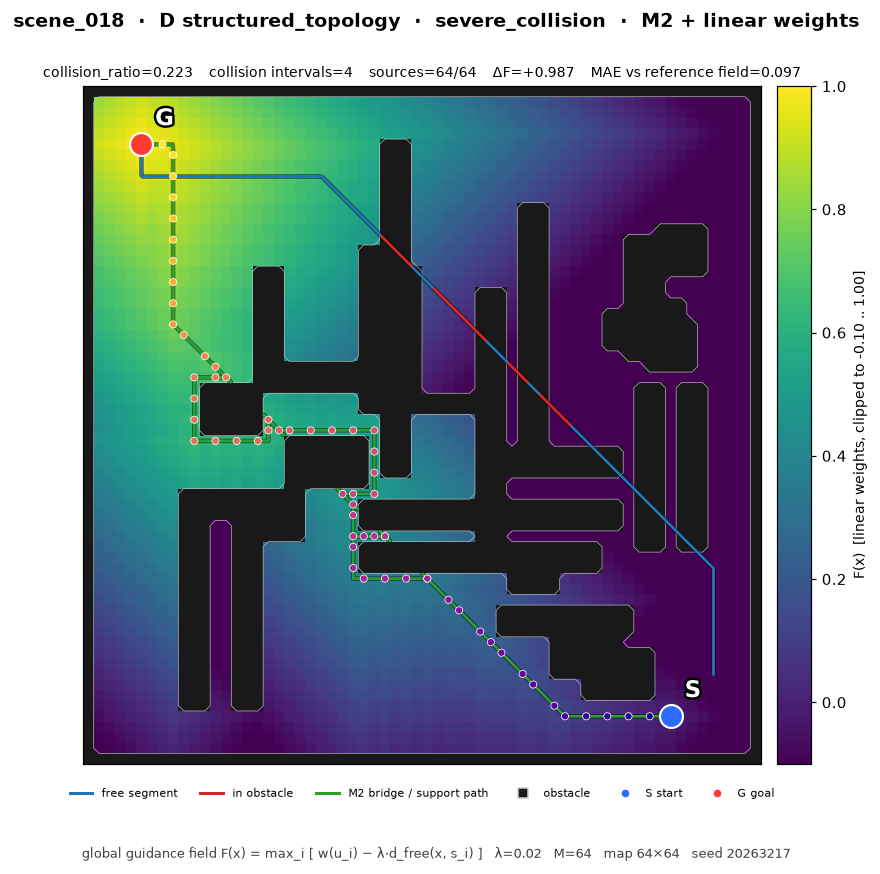 scene_018 · D structured_topology · severe_collision · M2 + linear weights
collision_ratio=0.223 collision intervals=4 sources=64/64 ΔF=+0.987 MAE vs reference field=0.097
G
S
1.0
0.8
0.6
0.4
0.2
0.0
F(x) [linear weights, clipped to -0.10 .. 1.00]
free segment
in obstacle
M2 bridge / support path
obstacle
S start
G goal
global guidance field F(x) = max_i [ w(u_i) − λ·d_free(x, s_i) ] λ=0.02 M=64 map 64×64 seed 20263217